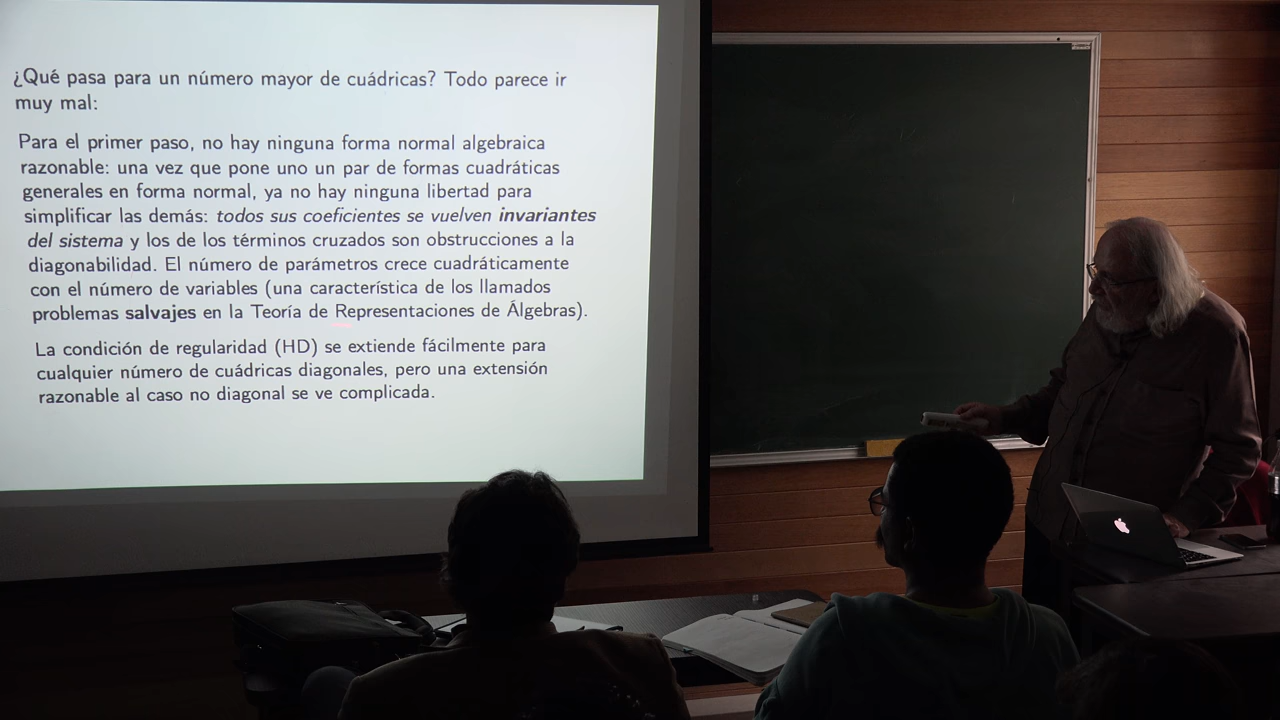 ¿Qué pasa para un número mayor de cuádricas? Todo parece ir
muy mal:
Para el primer paso, no hay ninguna forma normal algebraica
razonable: una vez que pone uno un par de formas cuadráticas
generales en forma normal, ya no hay ninguna libertad para
simplificar las demás: todos sus coeficientes se vuelven invariantes
del sistema y los de los términos cruzados son obstrucciones a la
diagonabilidad. El número de parámetros crece cuadráticamente
con el número de variables (una característica de los llamados
problemas salvajes en la Teoría de Representaciones de Álgebras).
La condición de regularidad (HD) se extiende fácilmente para
cualquier número de cuádricas diagonales, pero una extensión
razonable al caso no diagonal se ve complicada.